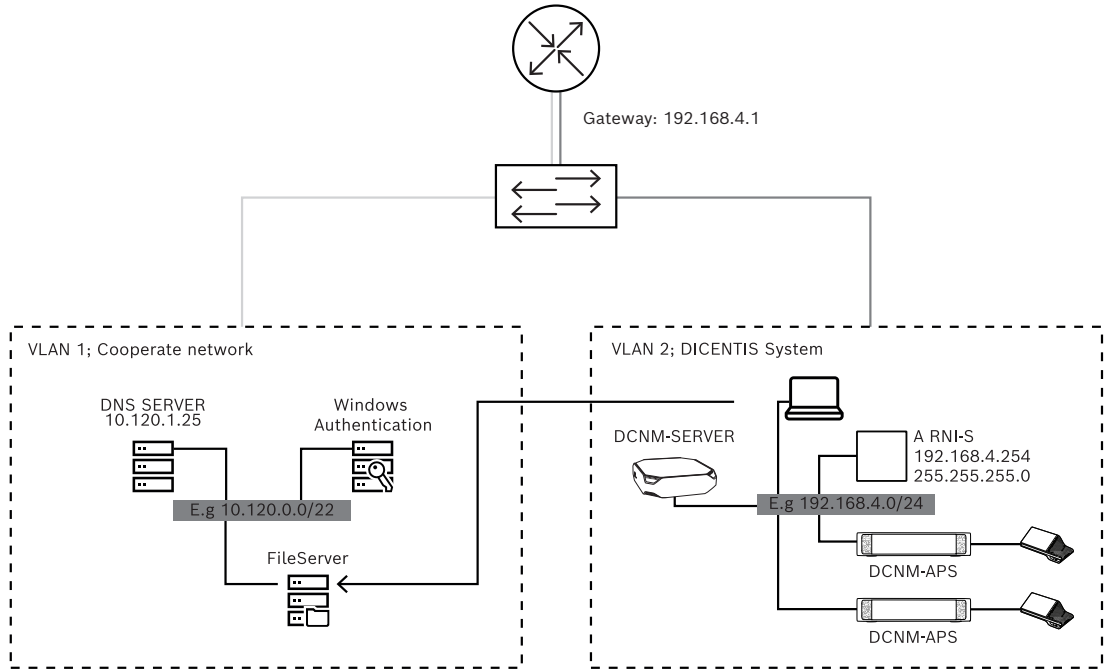 Gateway: 192.168.4.1
VLAN 1; Cooperate network
DNS SERVER
10.120.1.25
Windows
Authentication
E.g 10.120.0.0/22
FileServer
VLAN 2; DICENTIS System
DCNM-SERVER
A RNI-S
192.168.4.254
255.255.255.0
E.g 192.168.4.0/24
DCNM-APS
DCNM-APS